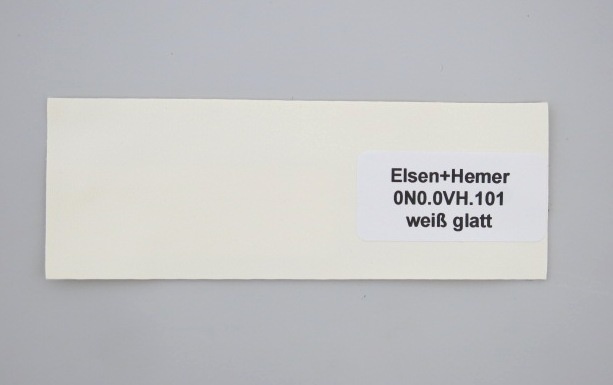 Elsen+Hemer
0N0.0VH.101
weiß glatt